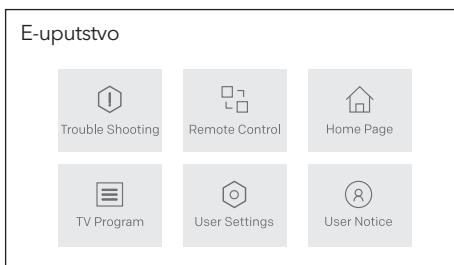 E-uputstvo
Trouble Shooting
Remote Control
Home Page
TV Program
User Settings
User Notice